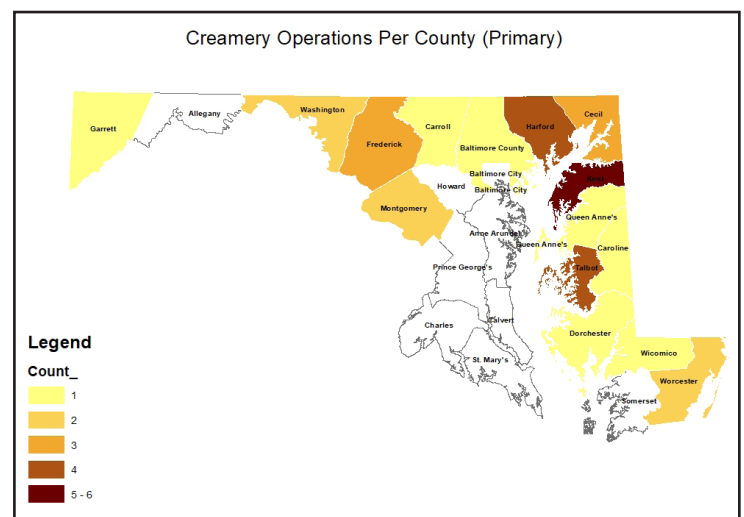 Creamery Operations Per County (Primary)
Garrett
Allegany
Washington
Frederick
Carroll
Baltimore County
Harford
Cecil
Baltimore City
Baltimore City
Howard
Kent
Montgomery
Queen Anne's
Anne Arundel
Queen Anne's
Caroline
Prince George's
Talbot
Charles
Calvert
Dorchester
St. Mary's
Wicomico
Worcester
Somerset
Legend
Count_
1
2
3
4
5 - 6